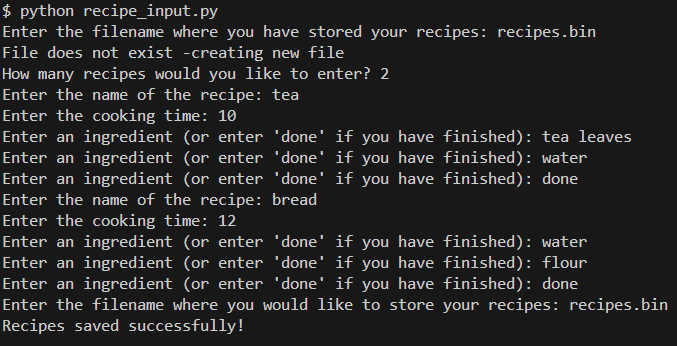 $ python recipe_input.py
Enter the filename where you have stored your recipes: recipes.bin
File does not exist -creating new file
How many recipes would you like to enter? 2
Enter the name of the recipe: tea
Enter the cooking time: 10
Enter an ingredient (or enter 'done' if you have finished): tea leaves
Enter an ingredient (or enter 'done' if you have finished): water
Enter an ingredient (or enter 'done' if you have finished): done
Enter the name of the recipe: bread
Enter the cooking time: 12
Enter an ingredient (or enter 'done' if you have finished): water
Enter an ingredient (or enter 'done' if you have finished): flour
Enter an ingredient (or enter 'done' if you have finished): done
Enter the filename where you would like to store your recipes: recipes.bin
Recipes saved successfully!